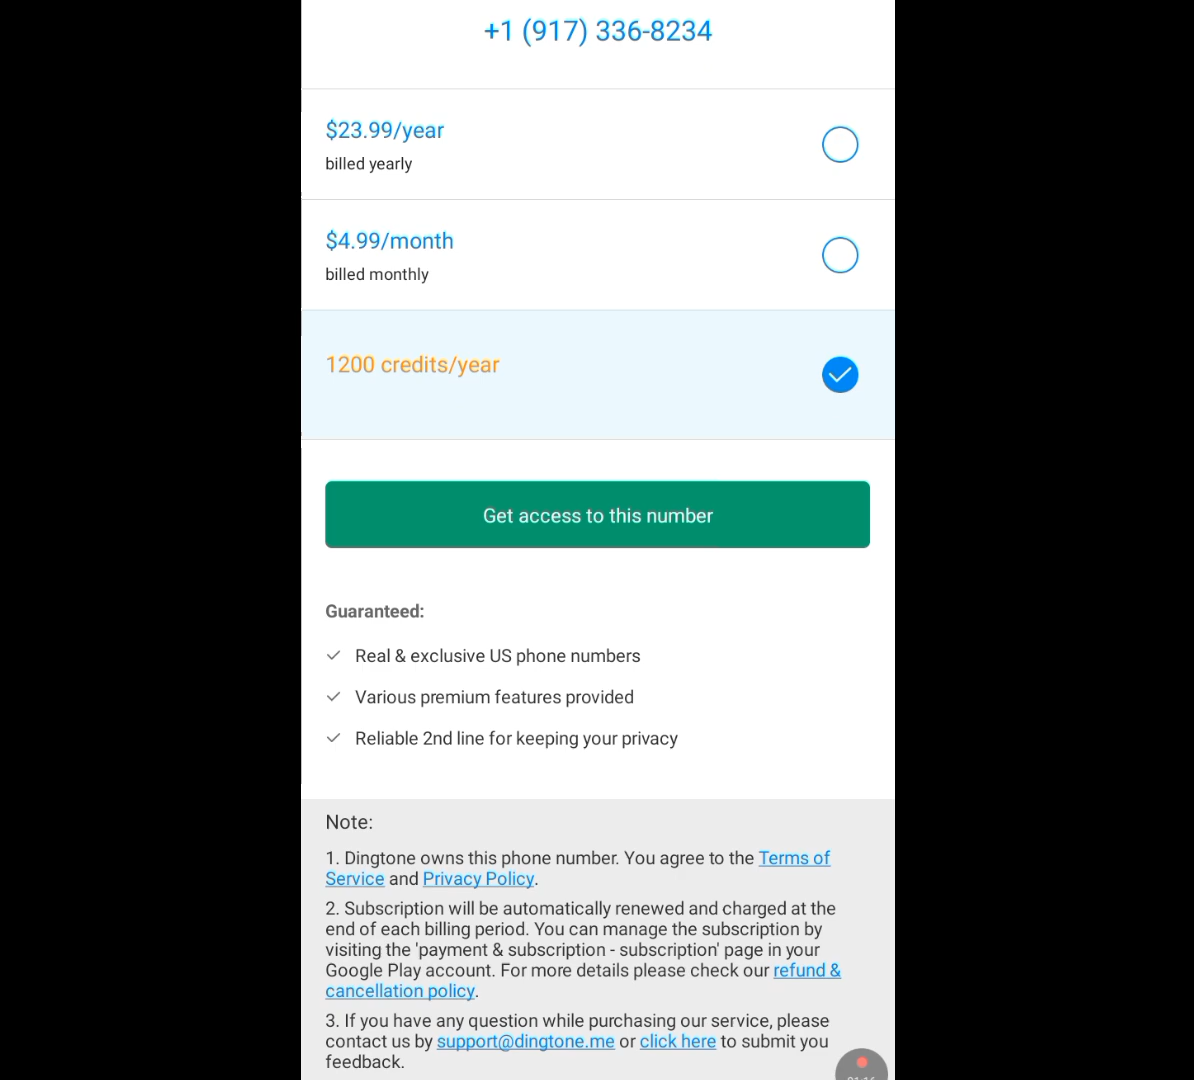 +1 (917) 336-8234
$23.99/year
billed yearly
$4.99/month
billed monthly
1200 credits/year
Get access to this number
Guaranteed:
Real & exclusive US phone numbers
Various premium features provided
Reliable 2nd line for keeping your privacy
Note:
1. Dingtone owns this phone number. You agree to the Terms of
Service and Privacy Policy.
2. Subscription will be automatically renewed and charged at the
end of each billing period. You can manage the subscription by
visiting the 'payment & subscription - subscription' page in your
Google Play account. For more details please check our refund &
cancellation policy.
3. If you have any question while purchasing our service, please
contact us by support@dingtone.me or click here to submit you
feedback.